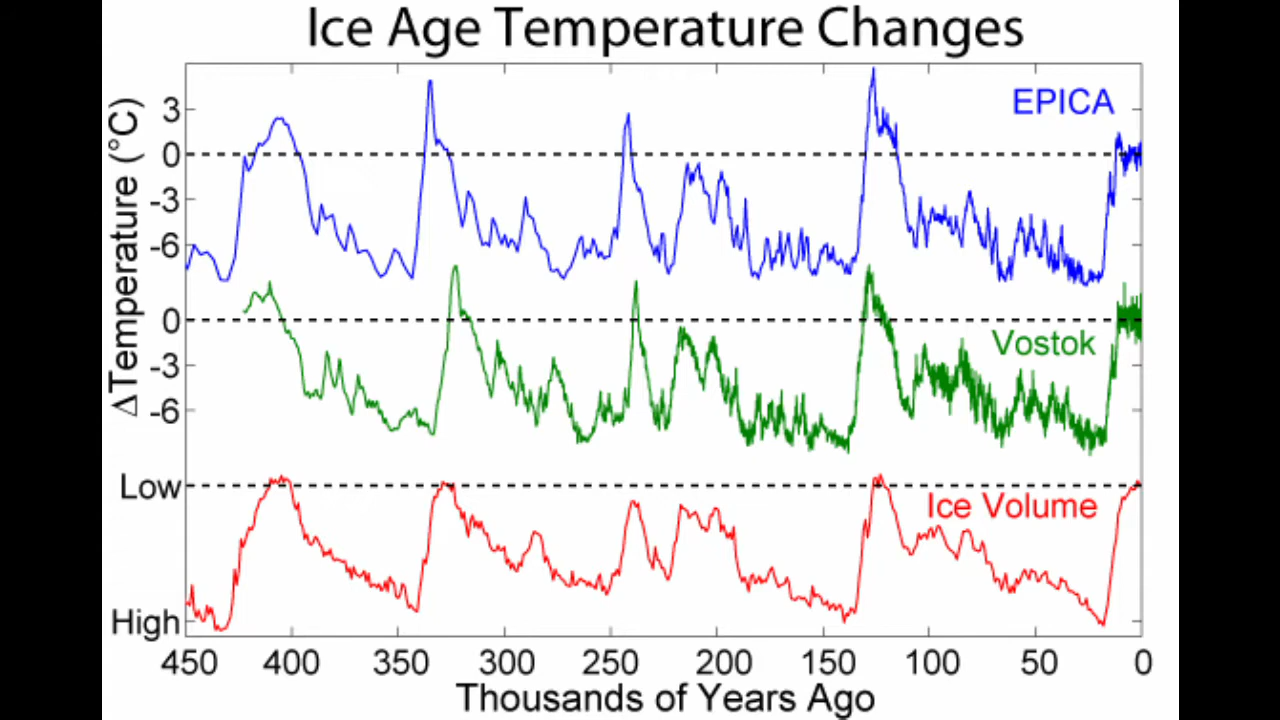 Ice Age Temperature Changes
ΔTemperature (°C)
3
0
-3
-6
EPICA
0
-3
-6
Vostok
Low
High
Ice Volume
450 400 350 300 250 200 150 100 50 0
Thousands of Years Ago